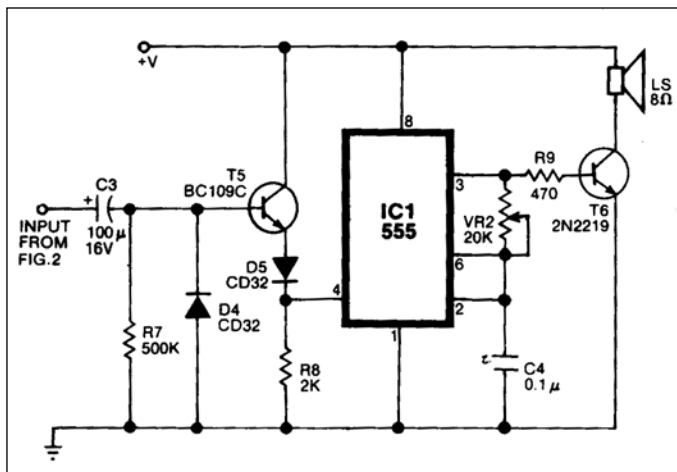 +V
LS
8Ω
8
T5
BC109C
R9
3
470
C3
+
IC1
555
VR2
20K
T6
2N2219
INPUT
FROM
FIG.2
100μ
16V
6
D5
CD32
4
2
D4
CD32
1
R7
500K
R8
2K
C4
0.1μ